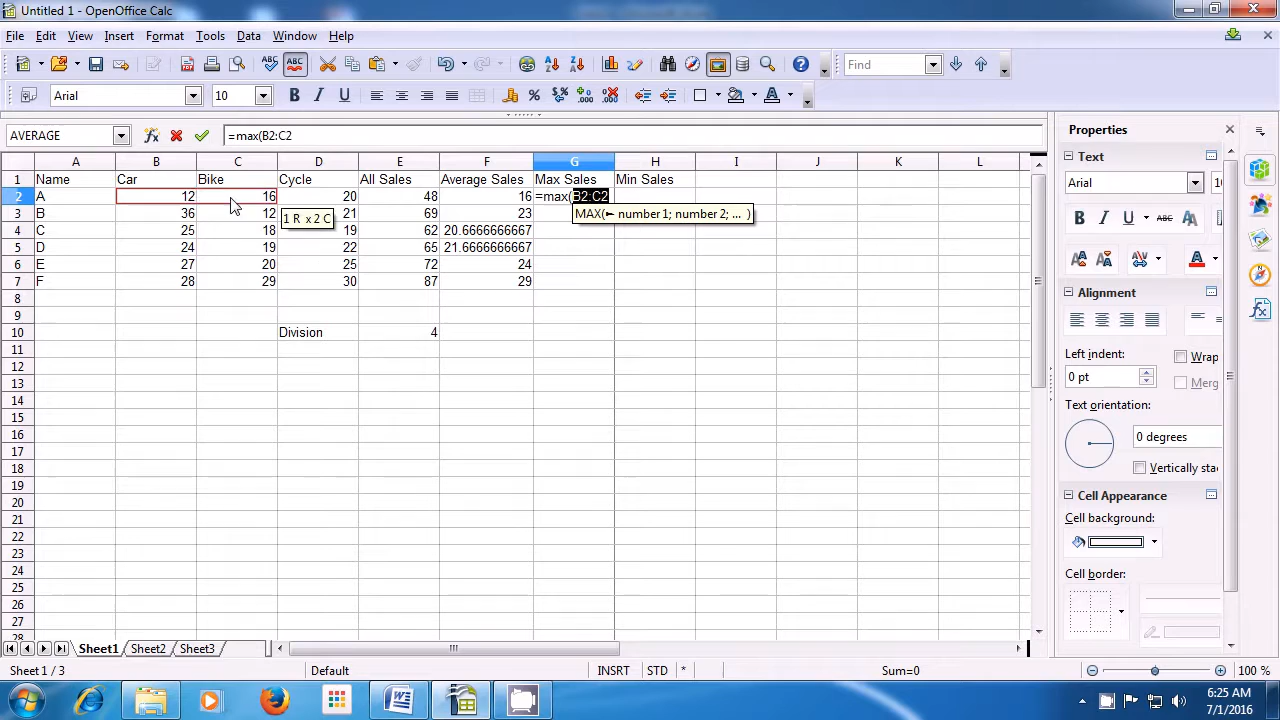 Untitled 1 - OpenOffice Calc
File Edit View Insert Format Tools Data Window Help
Find
Arial 10
AVERAGE =max(B2:C2
A B C D E F G H I J K L
1 Name Car Bike Cycle All Sales Average Sales Max Sales Min Sales
2 A 12 16 20 48 16 =max(B2:C2
3 B 36 12 21 69 23
1 R x 2 C
MAX(► number 1; number 2; ... )
4 C 25 18 19 62 20.6666666667
5 D 24 19 22 65 21.6666666667
6 E 27 20 25 72 24
7 F 28 29 30 87 29
8
9
10 Division 4
11
12
13
14
15
16
17
18
19
20
21
22
23
24
25
26
27
28
Properties
Text
Arial
Alignment
Left indent:
Wrap
0 pt
Merg
Text orientation:
0 degrees
Vertically stac
Cell Appearance
Cell background:
Cell border:
Sheet1 Sheet2 Sheet3
Sheet 1 / 3 Default INSRT STD * Sum=0 100 %
6:25 AM
7/1/2016